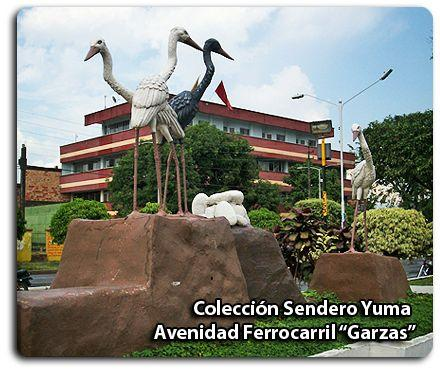 Colección Sendero Yuma
Avenidad Ferrocarril “Garzas”